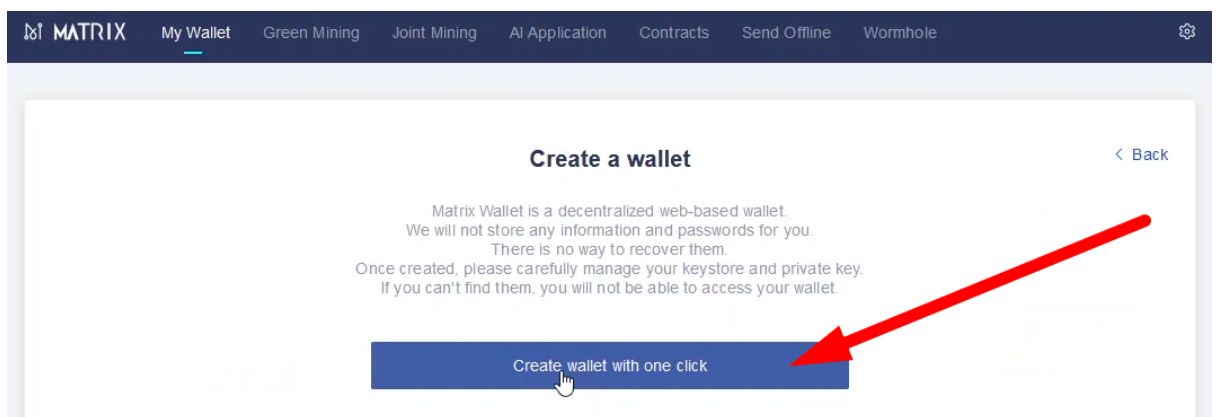 MATRIX My Wallet Green Mining Joint Mining AI Application Contracts Send Offline Wormhole
Create a wallet
< Back
Matrix Wallet is a decentralized web-based wallet.
We will not store any information and passwords for you.
There is no way to recover them.
Once created, please carefully manage your keystore and private key.
If you can't find them, you will not be able to access your wallet.
Create wallet with one click